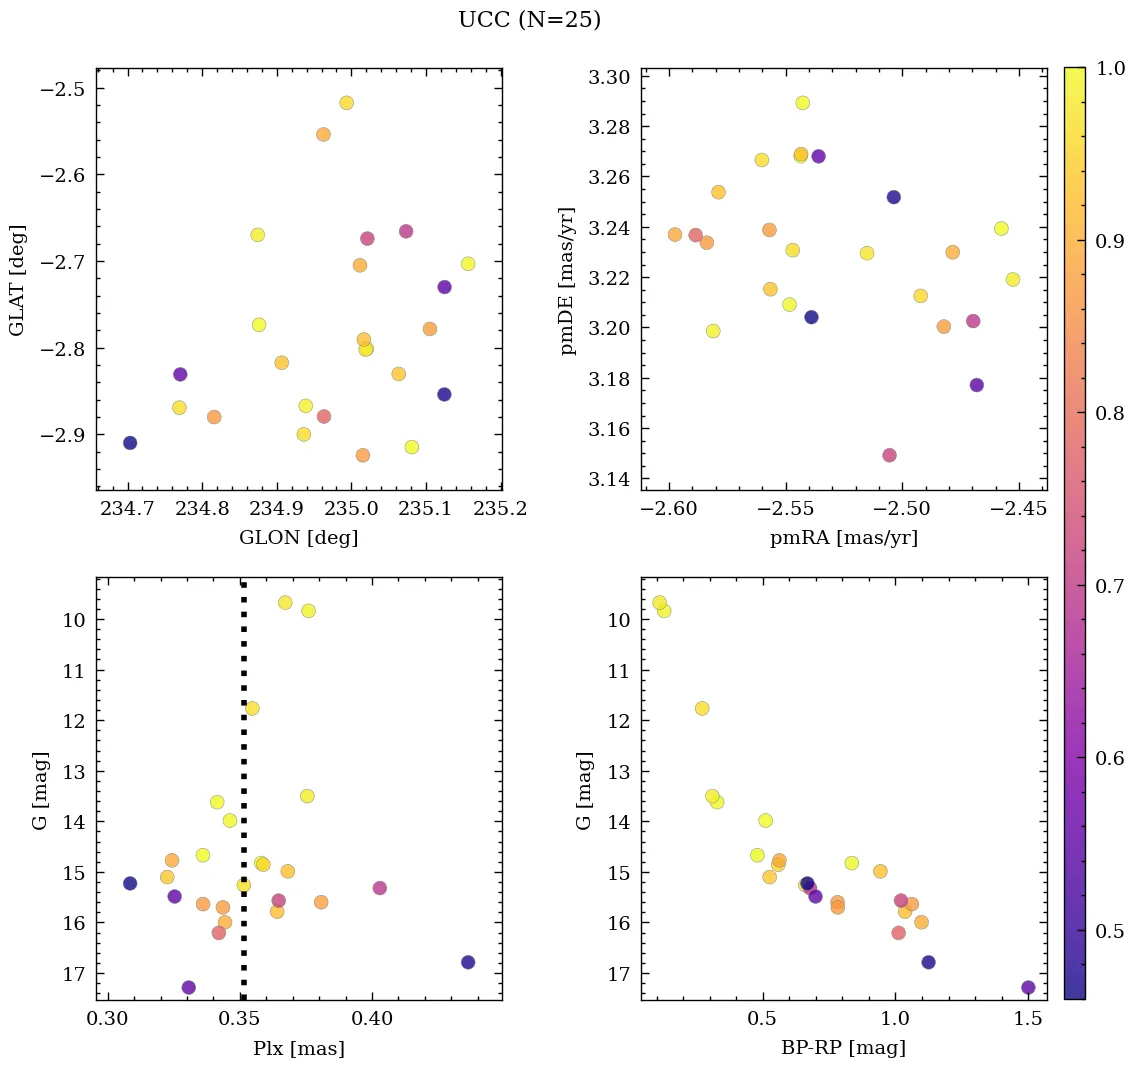 UCC (N=25)
−2.5
−2.6
−2.7
−2.8
−2.9
GLAT [deg]
234.7 234.8 234.9 235.0 235.1 235.2
GLON [deg]
3.30
3.28
3.26
3.24
3.22
3.20
3.18
3.16
3.14
pmDE [mas/yr]
−2.60 −2.55 −2.50 −2.45
pmRA [mas/yr]
10
11
12
13
14
15
16
17
G [mag]
0.30 0.35 0.40
Plx [mas]
10
11
12
13
14
15
16
17
G [mag]
0.5 1.0 1.5
BP-RP [mag]
1.0
0.9
0.8
0.7
0.6
0.5